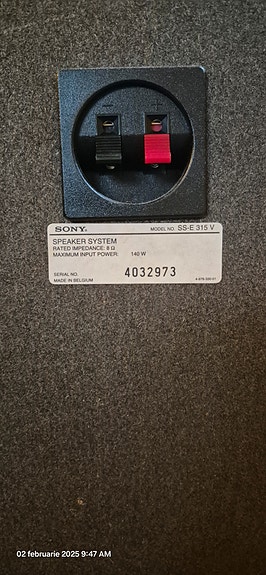 − +
SONY® MODEL NO. SS-E 315 V
SPEAKER SYSTEM
RATED IMPEDANCE: 8 Ω
MAXIMUM INPUT POWER: 140 W
SERIAL NO. 4032973
MADE IN BELGIUM
02 februarie 2025 9:47 AM